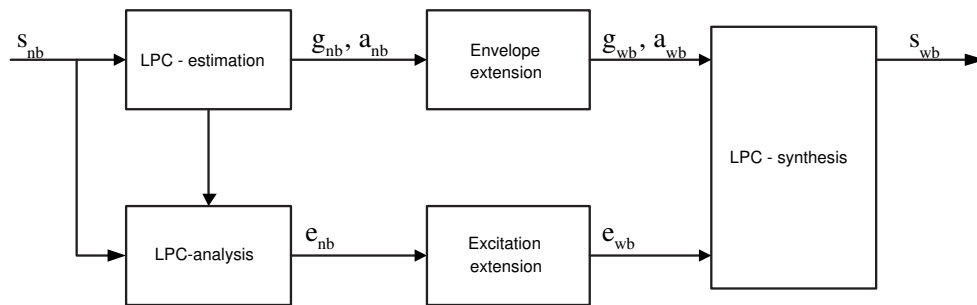 s_nb
LPC - estimation
g_nb, a_nb
Envelope
extension
g_wb, a_wb
s_wb
LPC - synthesis
LPC-analysis
e_nb
Excitation
extension
e_wb